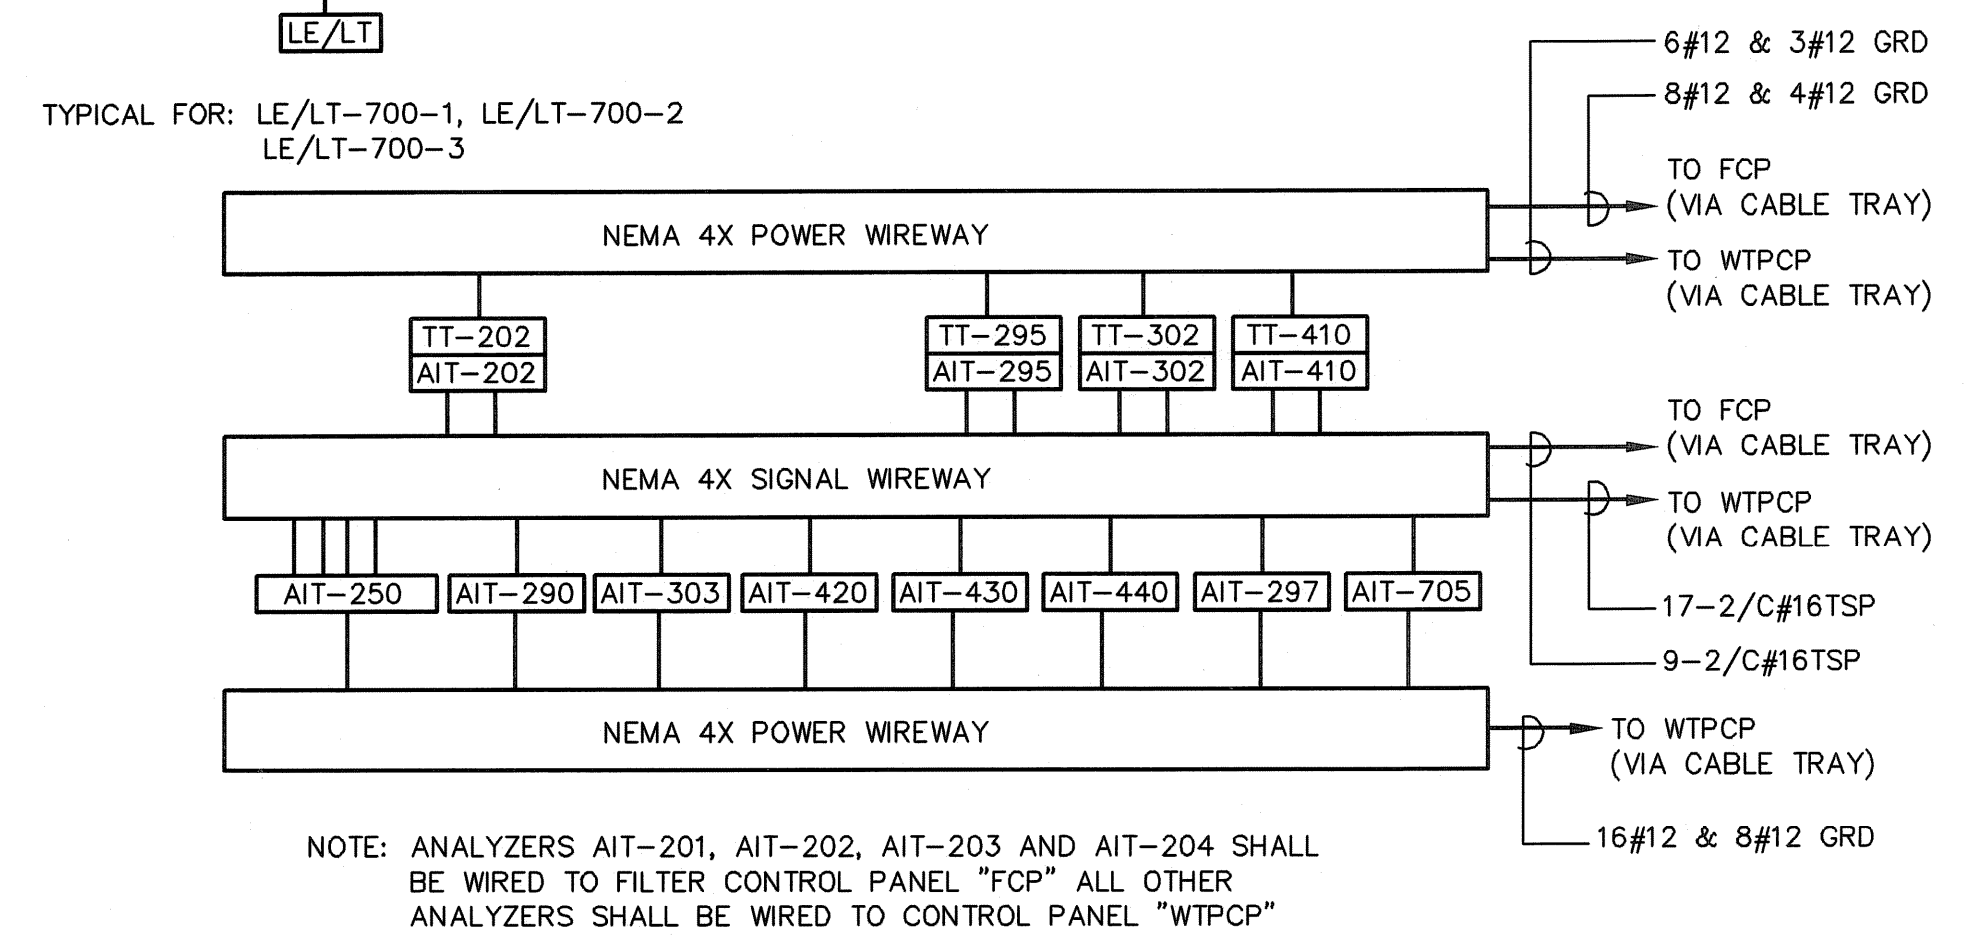 LE/LT
TYPICAL FOR: LE/LT-700-1, LE/LT-700-2
LE/LT-700-3
6#12 & 3#12 GRD
8#12 & 4#12 GRD
TO FCP
(VIA CABLE TRAY)
NEMA 4X POWER WIREWAY
TO WTPCP
(VIA CABLE TRAY)
TT-202
AIT-202
TT-295
AIT-295
TT-302
AIT-302
TT-410
AIT-410
TO FCP
(VIA CABLE TRAY)
NEMA 4X SIGNAL WIREWAY
TO WTPCP
(VIA CABLE TRAY)
AIT-250
AIT-290
AIT-303
AIT-420
AIT-430
AIT-440
AIT-297
AIT-705
17-2/C#16TSP
9-2/C#16TSP
NEMA 4X POWER WIREWAY
TO WTPCP
(VIA CABLE TRAY)
16#12 & 8#12 GRD
NOTE: ANALYZERS AIT-201, AIT-202, AIT-203 AND AIT-204 SHALL
BE WIRED TO FILTER CONTROL PANEL "FCP" ALL OTHER
ANALYZERS SHALL BE WIRED TO CONTROL PANEL "WTPCP"